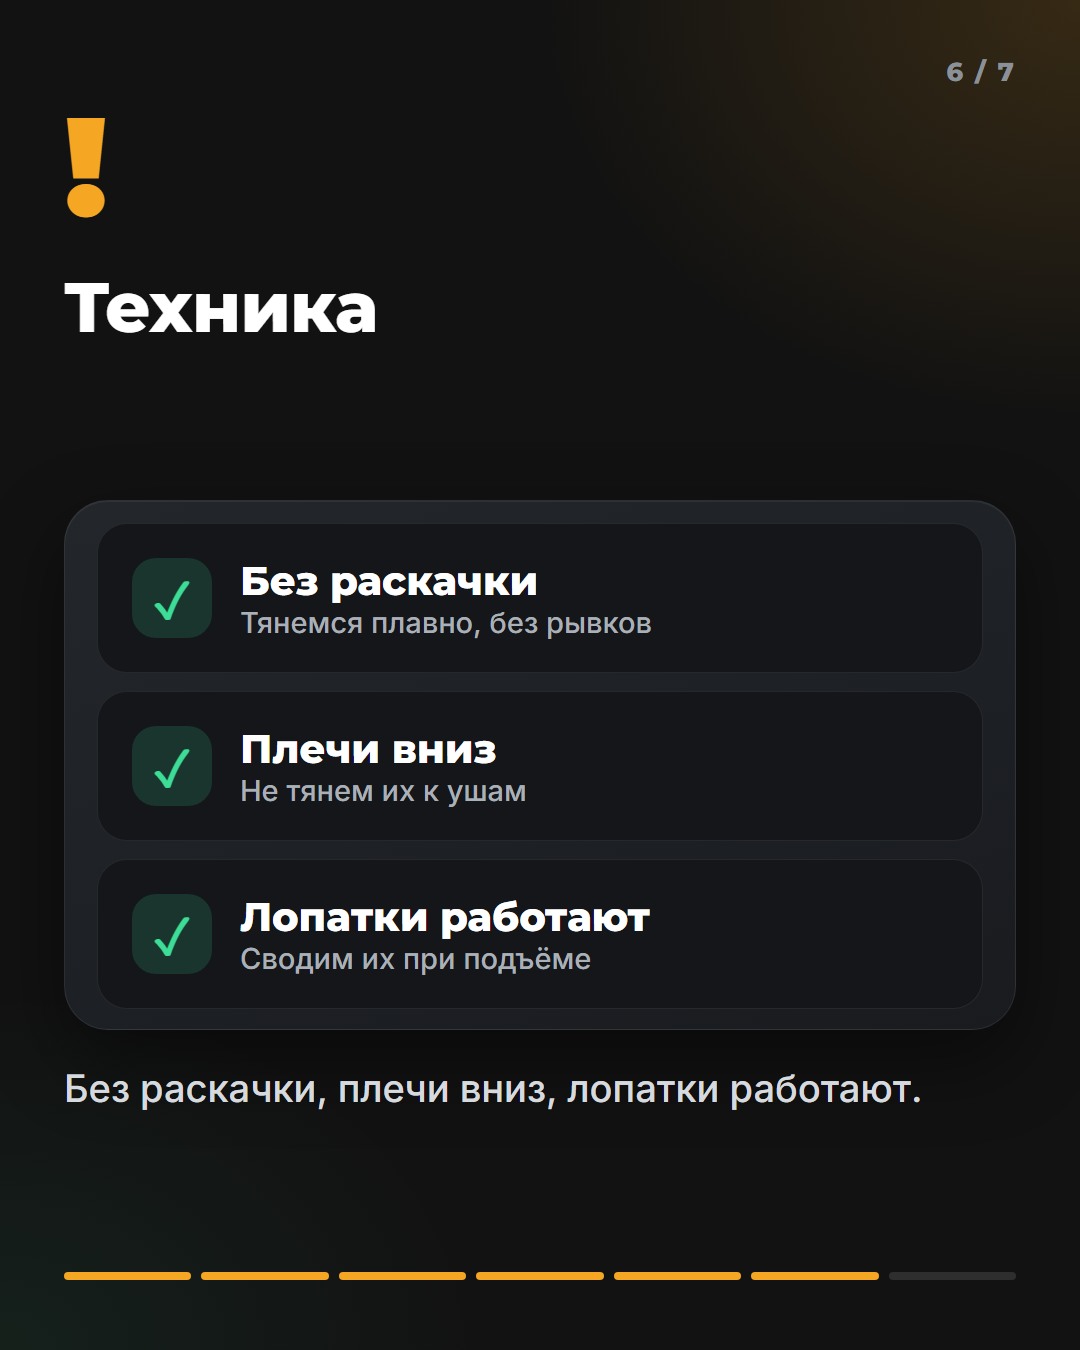 6 / 7
!
Техника
Без раскачки
Тянемся плавно, без рывков
Плечи вниз
Не тянем их к ушам
Лопатки работают
Сводим их при подъёме
Без раскачки, плечи вниз, лопатки работают.